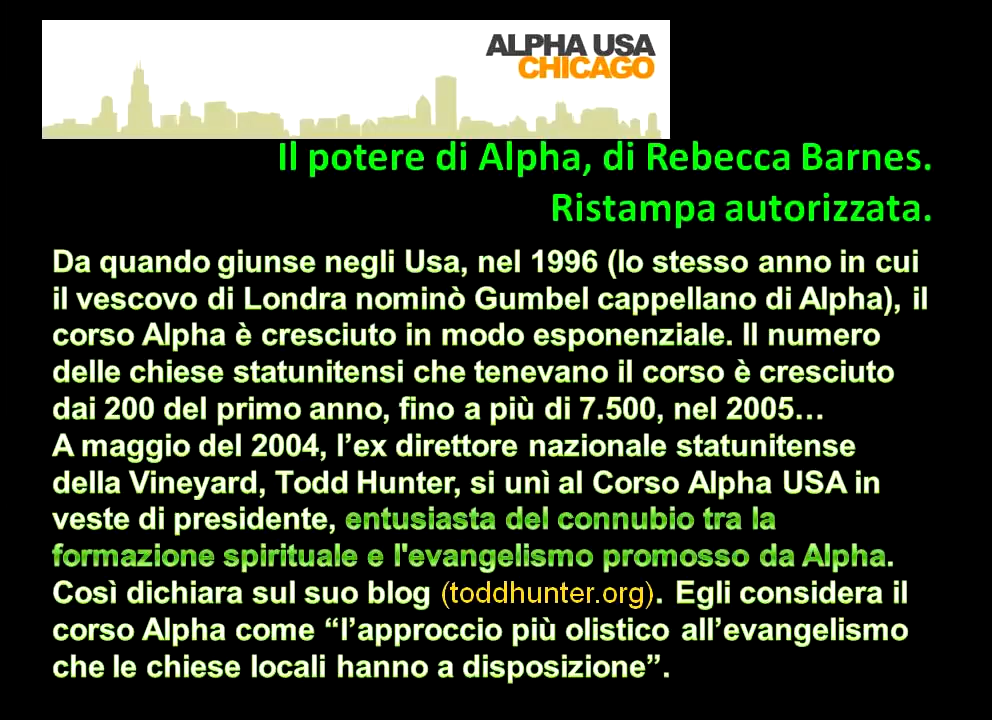 ALPHA USA
CHICAGO
Il potere di Alpha, di Rebecca Barnes.
Ristampa autorizzata.
Da quando giunse negli Usa, nel 1996 (lo stesso anno in cui
il vescovo di Londra nominò Gumbel cappellano di Alpha), il
corso Alpha è cresciuto in modo esponenziale. Il numero
delle chiese statunitensi che tenevano il corso è cresciuto
dai 200 del primo anno, fino a più di 7.500, nel 2005…
A maggio del 2004, l’ex direttore nazionale statunitense
della Vineyard, Todd Hunter, si unì al Corso Alpha USA in
veste di presidente, entusiasta del connubio tra la
formazione spirituale e l'evangelismo promosso da Alpha.
Così dichiara sul suo blog (toddhunter.org). Egli considera il
corso Alpha come “l’approccio più olistico all’evangelismo
che le chiese locali hanno a disposizione”.